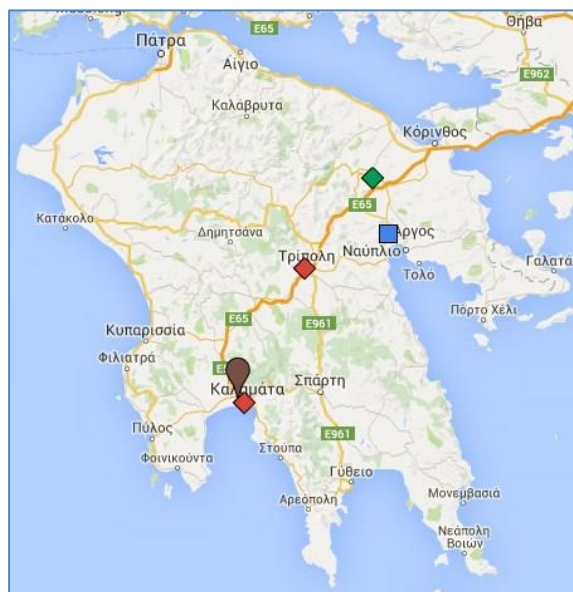 Θήβα
E65
Πάτρα
Αίγιο
E962
Καλάβρυτα
Κόρινθος
E65
Κατάκολο
Δημητσάνα
Άργος
Ναύπλιο
Τρίπολη
Τολό
Γαλατά
Πόρτο Χέλι
E65
E961
Κυπαρισσία
Φιλιατρά
Σπάρτη
Καλαμάτα
Πύλος
E961
Στούπα
Φοινικούντα
Γύθειο
Αρεόπολη
Μονεμβασιά
Νεάπολη
Βοιών